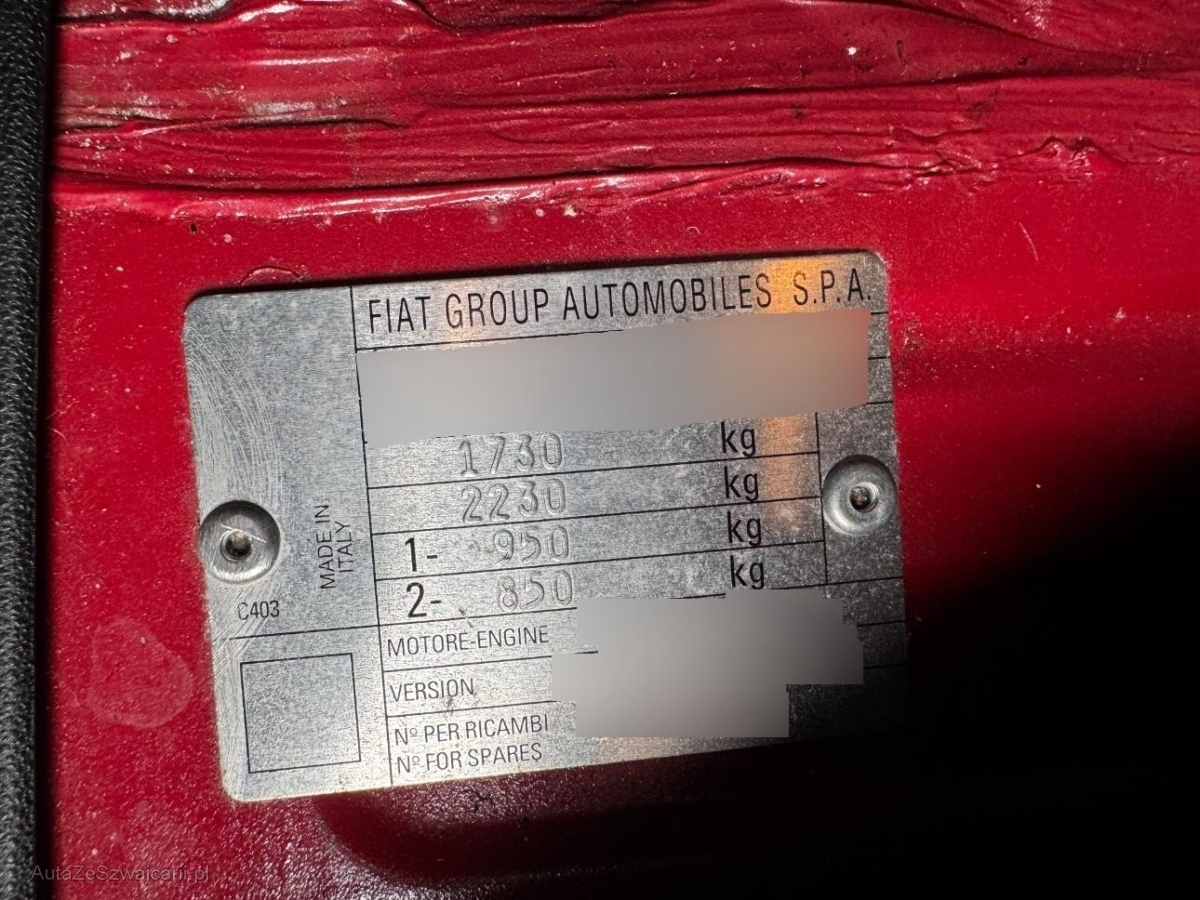 FIAT GROUP AUTOMOBILES S.P.A.
1730 kg
2230 kg
1- 950 kg
2- 850 kg
MADE IN
ITALY
C403
MOTORE-ENGINE
VERSION
Nº PER RICAMBI
Nº FOR SPARES
AutaZeSzwajcarii.pl